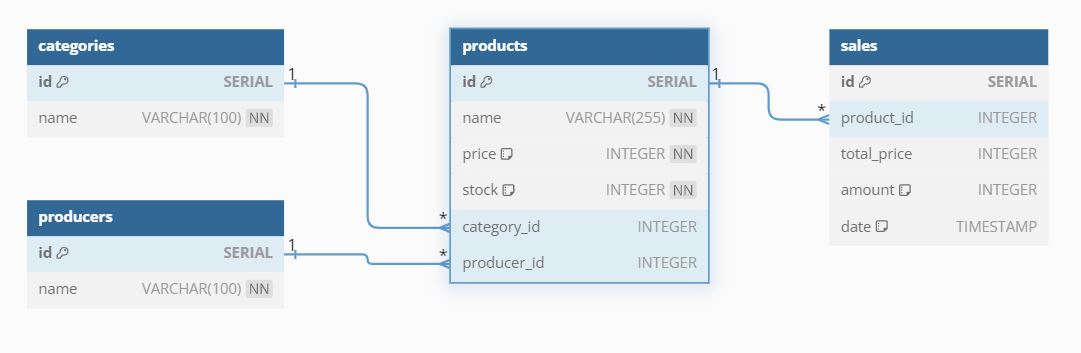 categories
id SERIAL
name VARCHAR(100) NN
producers
id SERIAL
name VARCHAR(100) NN
products
id SERIAL
name VARCHAR(255) NN
price INTEGER NN
stock INTEGER NN
category_id INTEGER
producer_id INTEGER
sales
id SERIAL
product_id INTEGER
total_price INTEGER
amount INTEGER
date TIMESTAMP
1
*
1
*
1
*